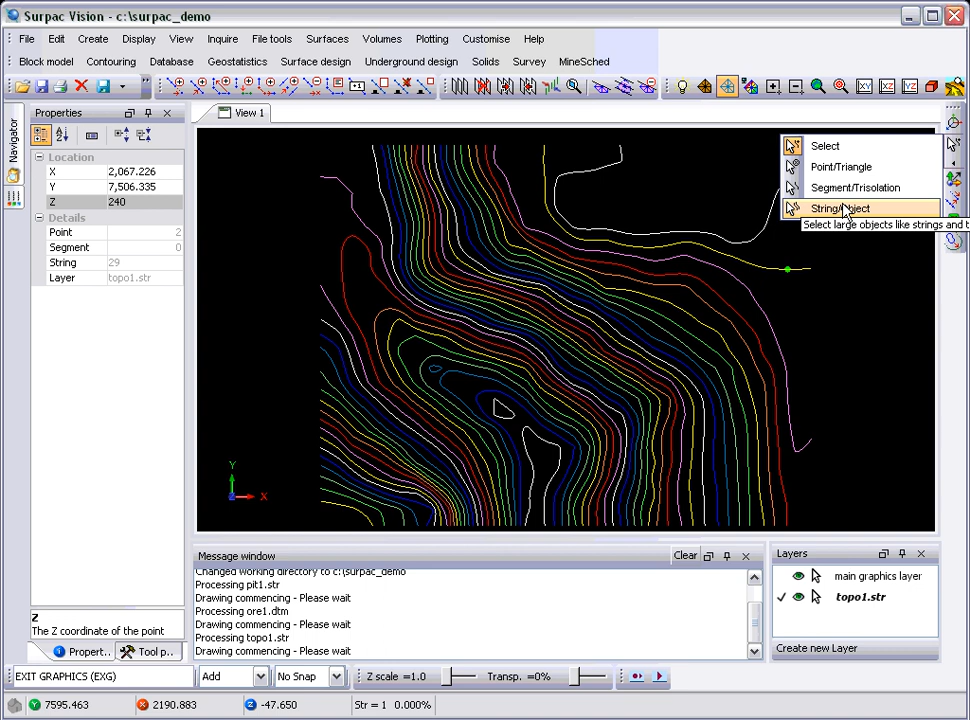 Surpac Vision - c:\surpac_demo
File Edit Create Display View Inquire File tools Surfaces Volumes Plotting Customise Help
Block model Contouring Database Geostatistics Surface design Underground design Solids Survey MineSched
Properties
View 1
Navigator
Location
X 2,067.226
Y 7,506.335
Z 240
Details
Point 2
Segment 0
String 29
Layer topo1.str
Select
Point/Triangle
Segment/Trisolation
String/Object
Select large objects like strings and t
Y
X
Z
The Z coordinate of the point
Propert.. Tool p..
Message window Clear
Changed working directory to c:\surpac_demo
Processing pit1.str
Drawing commencing - Please wait
Processing ore1.dtm
Drawing commencing - Please wait
Processing topo1.str
Drawing commencing - Please wait
Layers
main graphics layer
topo1.str
Create new Layer
EXIT GRAPHICS (EXG) Add No Snap Z scale =1.0 Transp. =0%
Y 7595.463 X 2190.883 Z -47.650 Str = 1 0.000%